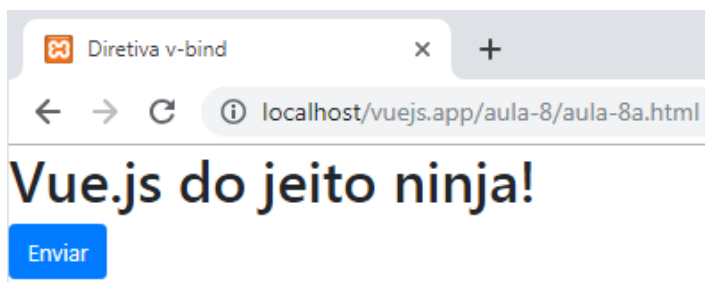 Diretiva v-bind
localhost/vuejs.app/aula-8/aula-8a.html
Vue.js do jeito ninja!
Enviar